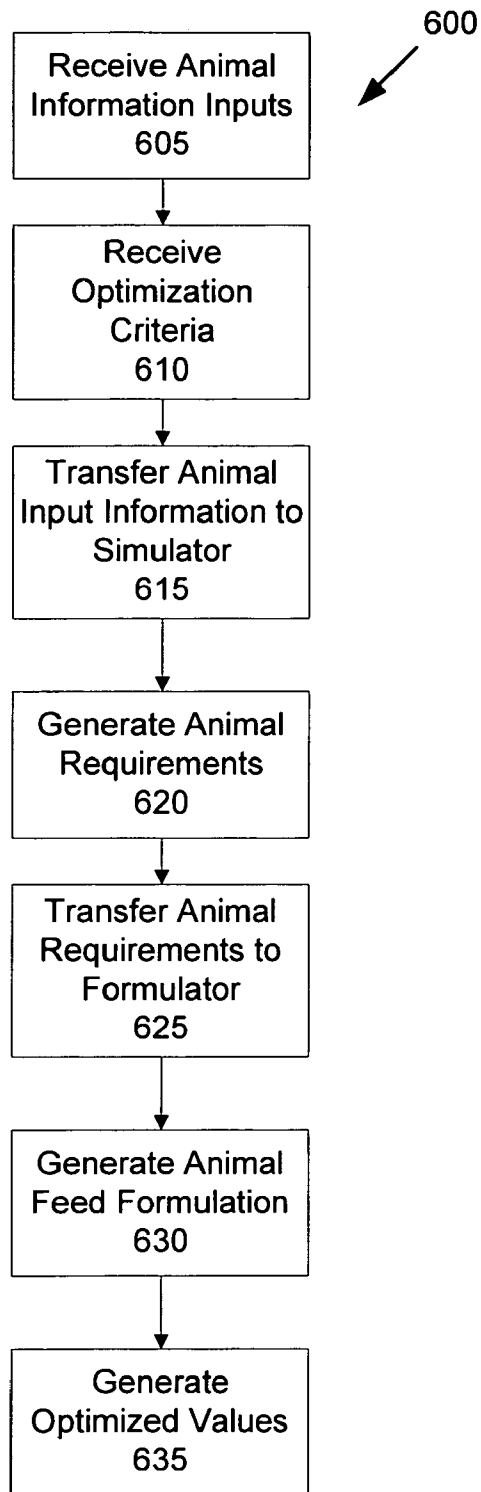 600
Receive Animal
Information Inputs
605
Receive
Optimization
Criteria
610
Transfer Animal
Input Information to
Simulator
615
Generate Animal
Requirements
620
Transfer Animal
Requirements to
Formulator
625
Generate Animal
Feed Formulation
630
Generate
Optimized Values
635